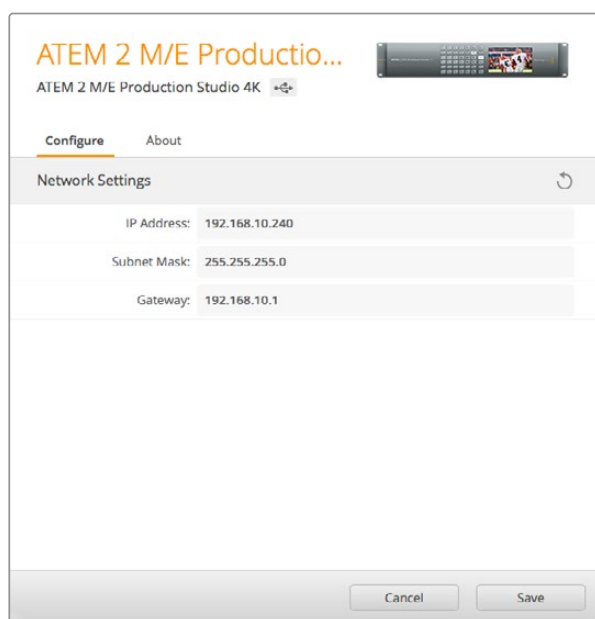 ATEM 2 M/E Productio...
ATEM 2 M/E Production Studio 4K
Configure About
Network Settings
IP Address: 192.168.10.240
Subnet Mask: 255.255.255.0
Gateway: 192.168.10.1
Cancel Save